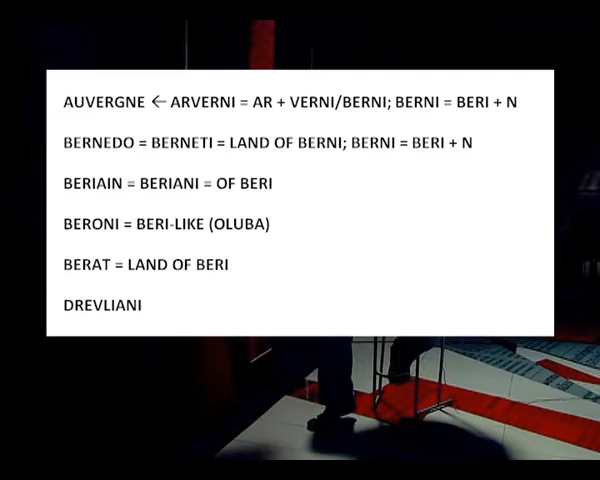 AUVERGNE ← ARVERNI = AR + VERNI/BERNI; BERNI = BERI + N
BERNEDO = BERNETI = LAND OF BERNI; BERNI = BERI + N
BERIAIN = BERIANI = OF BERI
BERONI = BERI-LIKE (OLUBA)
BERAT = LAND OF BERI
DREVLIANI